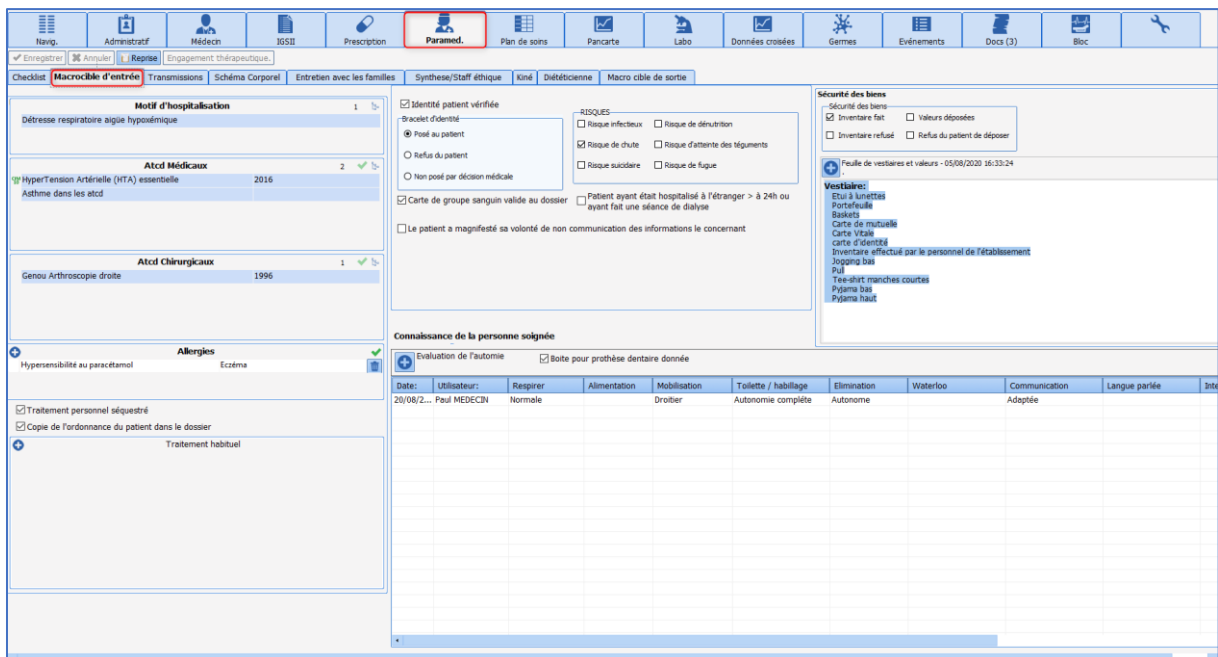 Navig. Administratif Médecin IGSII Prescription Paramed. Plan de soins Pancarte Labo Données croisées Germes Evénements Docs (3) Bloc
Enregistrer Annuler Reprise Engagement thérapeutique.
Checklist Macrocible d'entrée Transmissions Schéma Corporel Entretien avec les familles Synthese/Staff éthique Kiné Diététicienne Macro cible de sortie
Motif d'hospitalisation 1
Détresse respiratoire aigüe hypoxémique
Atcd Médicaux 2
HyperTension Artérielle (HTA) essentielle 2016
Asthme dans les atcd
Atcd Chirurgicaux 1
Genou Arthroscopie droite 1996
Allergies
Hypersensibilité au paracétamol Eczéma
Traitement personnel séquestré
Copie de l'ordonnance du patient dans le dossier
Traitement habituel
Identité patient vérifiée
Bracelet d'identité
Posé au patient
Refus du patient
Non posé par décision médicale
RISQUES
Risque infectieux Risque de dénutrition
Risque de chute Risque d'atteinte des téguments
Risque suicidaire Risque de fugue
Carte de groupe sanguin valide au dossier
Patient ayant était hospitalisé à l'étranger > à 24h ou
ayant fait une séance de dialyse
Le patient a magnifesté sa volonté de non communication des informations le concernant
Sécurité des biens
Sécurité des biens
Inventaire fait Valeurs déposées
Inventaire refusé Refus du patient de déposer
Feuille de vestiaires et valeurs - 05/08/2020 16:33:24
.
Vestiaire:
Etui à lunettes
Portefeuille
Baskets
Carte de mutuelle
Carte Vitale
carte d'identité
Inventaire effectué par le personnel de l'établissement
Jogging bas
Pull
Tee-shirt manches courtes
Pyjama bas
Pyjama haut
Connaissance de la personne soignée
Evaluation de l'automie Boite pour prothèse dentaire donnée
Date: Utilisateur: Respirer Alimentation Mobilisation Toilette / habillage Elimination Waterloo Communication Langue parlée Inte
20/08/2... Paul MEDECIN Normale Droitier Autonomie complète Autonome Adaptée